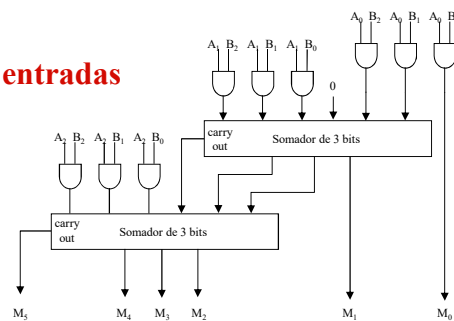 A₀ B₂ A₀ B₁ A₀ B
A₁ B₂ A₁ B₁ A₁ B₀
entradas
0
carry out
Somador de 3 bits
A₂ B₂ A₂ B₁ A₂ B₀
carry out
Somador de 3 bits
M₅ M₄ M₃ M₂ M₁ M₀